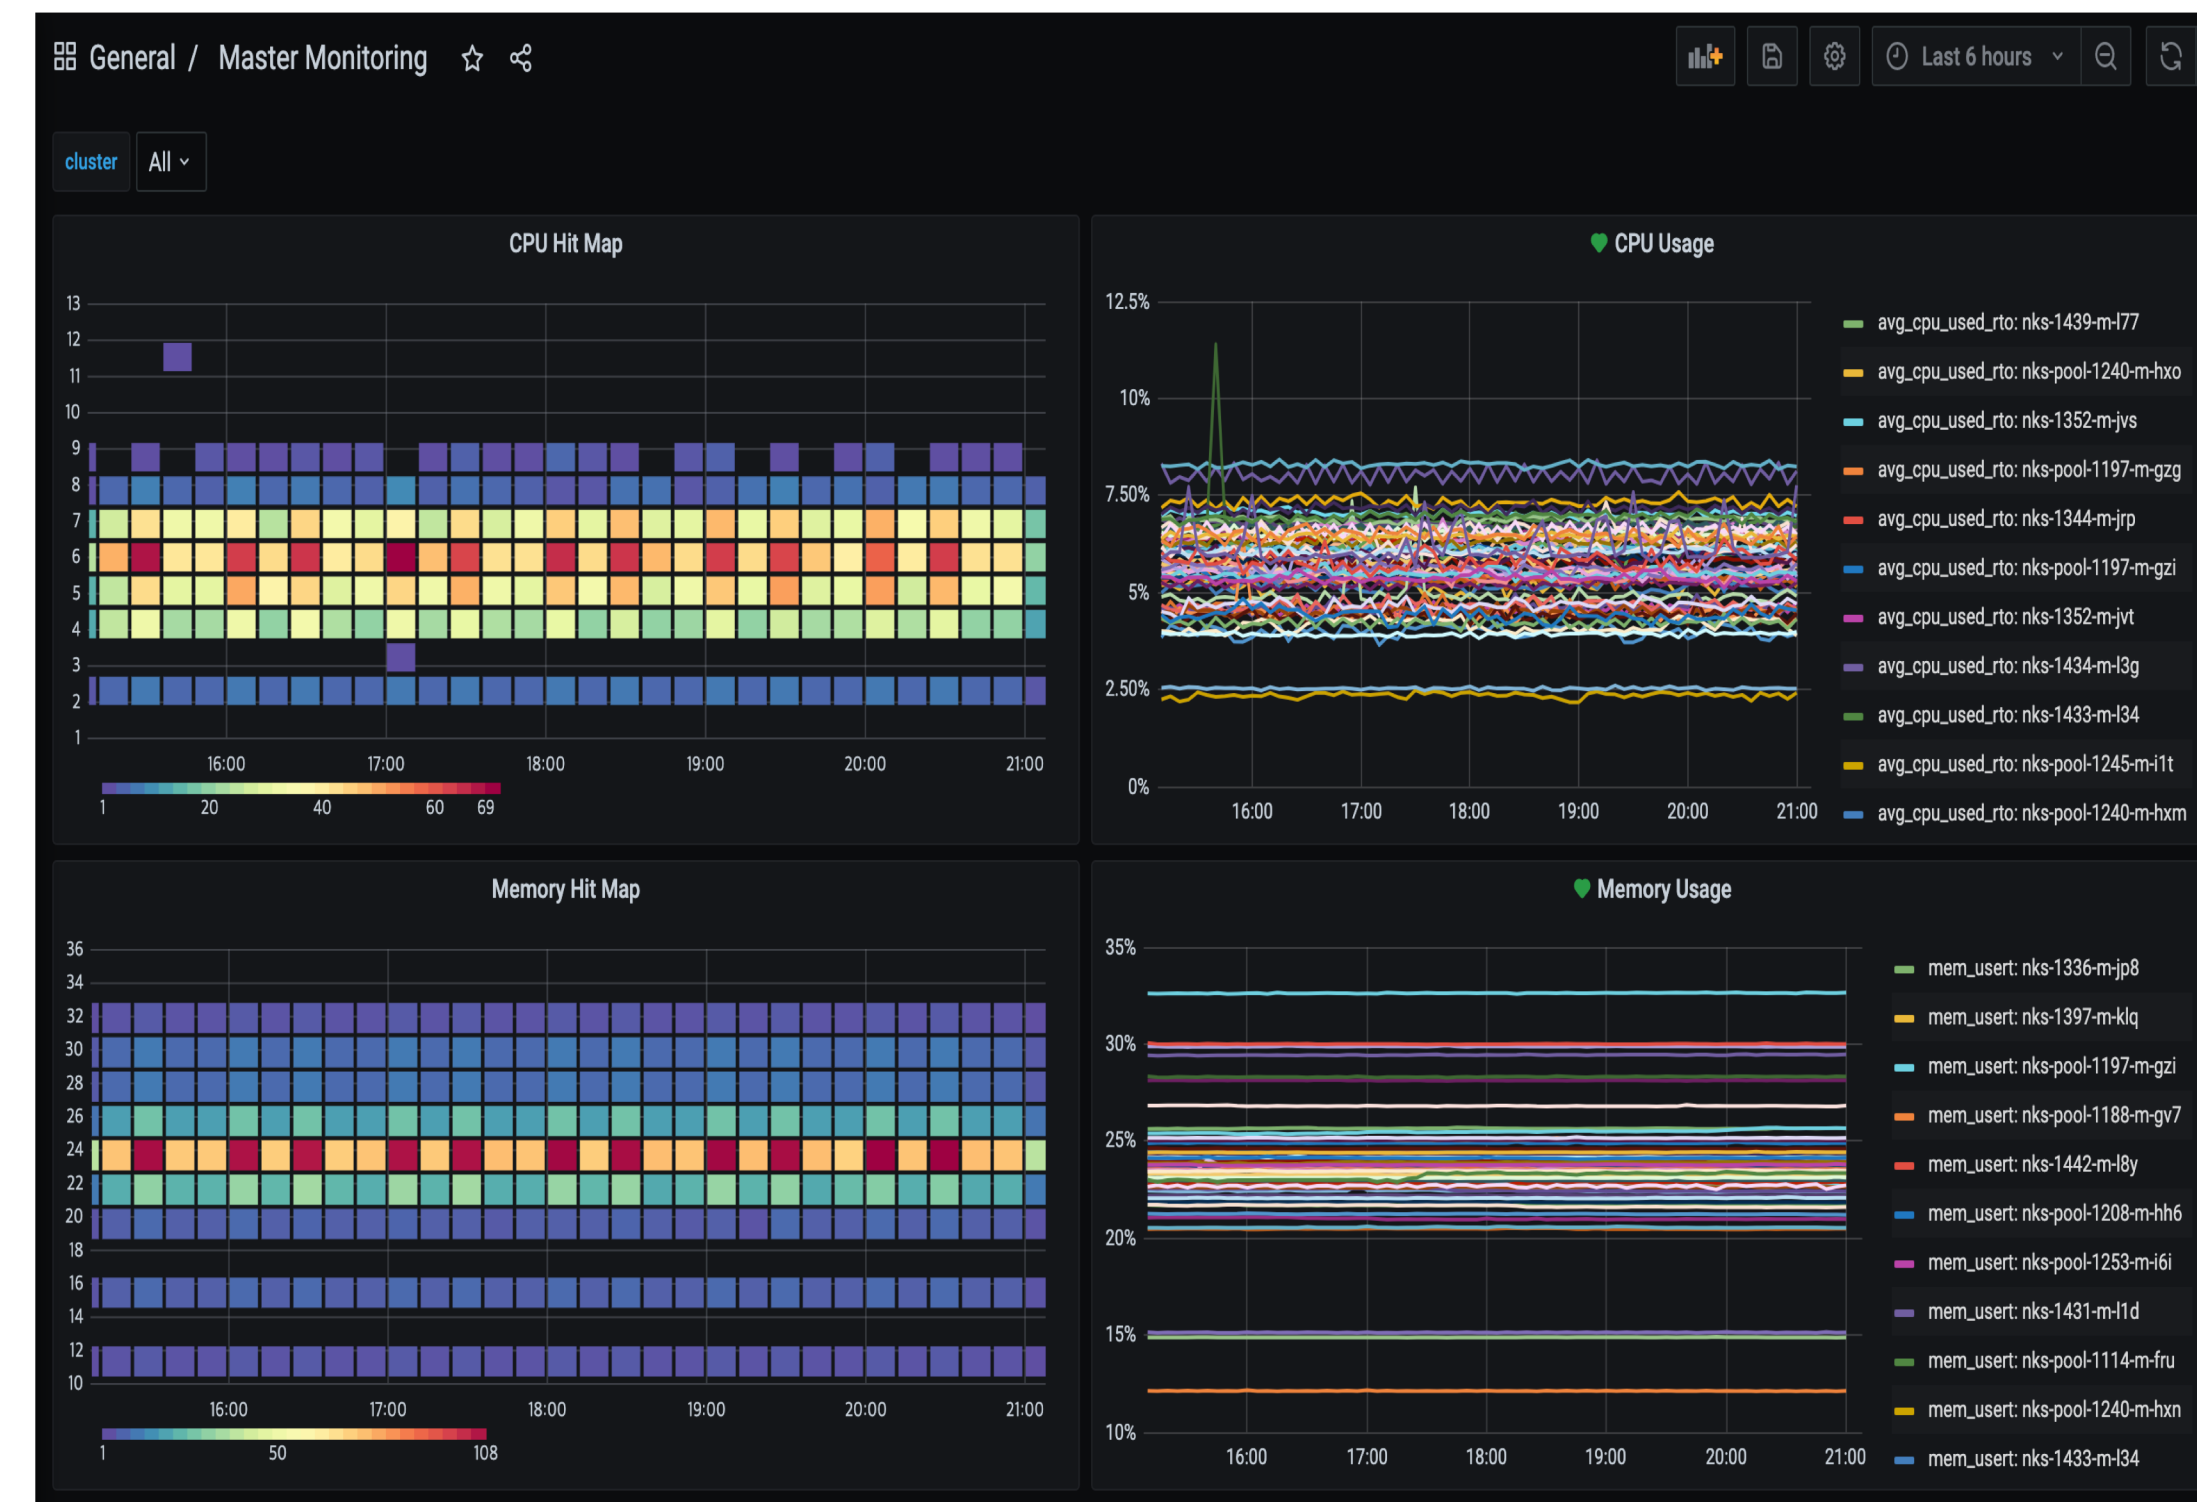 General / Master Monitoring
Last 6 hours
cluster All
CPU Hit Map
13
12
11
10
9
8
7
6
5
4
3
2
1
16:00 17:00 18:00 19:00 20:00 21:00
1 20 40 60 69
CPU Usage
12.5%
10%
7.50%
5%
2.50%
0%
16:00 17:00 18:00 19:00 20:00 21:00
avg_cpu_used_rto: nks-1439-m-l77
avg_cpu_used_rto: nks-pool-1240-m-hxo
avg_cpu_used_rto: nks-1352-m-jvs
avg_cpu_used_rto: nks-pool-1197-m-gzg
avg_cpu_used_rto: nks-1344-m-jrp
avg_cpu_used_rto: nks-pool-1197-m-gzi
avg_cpu_used_rto: nks-1352-m-jvt
avg_cpu_used_rto: nks-1434-m-l3g
avg_cpu_used_rto: nks-1433-m-l34
avg_cpu_used_rto: nks-pool-1245-m-i1t
avg_cpu_used_rto: nks-pool-1240-m-hxm
Memory Hit Map
36
34
32
30
28
26
24
22
20
18
16
14
12
10
16:00 17:00 18:00 19:00 20:00 21:00
1 50 108
Memory Usage
35%
30%
25%
20%
15%
10%
16:00 17:00 18:00 19:00 20:00 21:00
mem_usert: nks-1336-m-jp8
mem_usert: nks-1397-m-klq
mem_usert: nks-pool-1197-m-gzi
mem_usert: nks-pool-1188-m-gv7
mem_usert: nks-1442-m-l8y
mem_usert: nks-pool-1208-m-hh6
mem_usert: nks-pool-1253-m-i6i
mem_usert: nks-1431-m-l1d
mem_usert: nks-pool-1114-m-fru
mem_usert: nks-pool-1240-m-hxn
mem_usert: nks-1433-m-l34